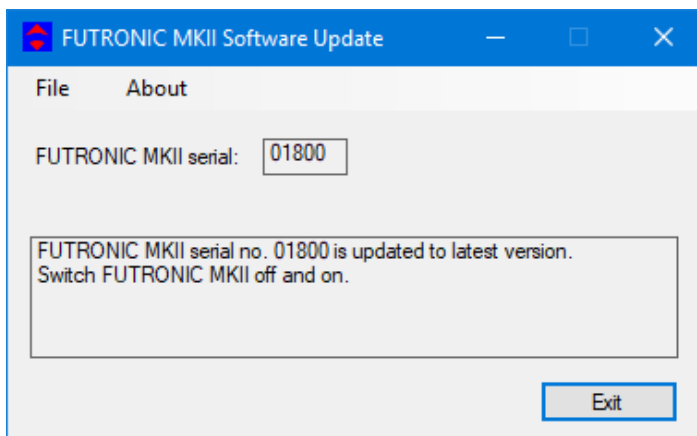 FUTRONIC MKII Software Update
File About
FUTRONIC MKII serial: 01800
FUTRONIC MKII serial no. 01800 is updated to latest version.
Switch FUTRONIC MKII off and on.
Exit